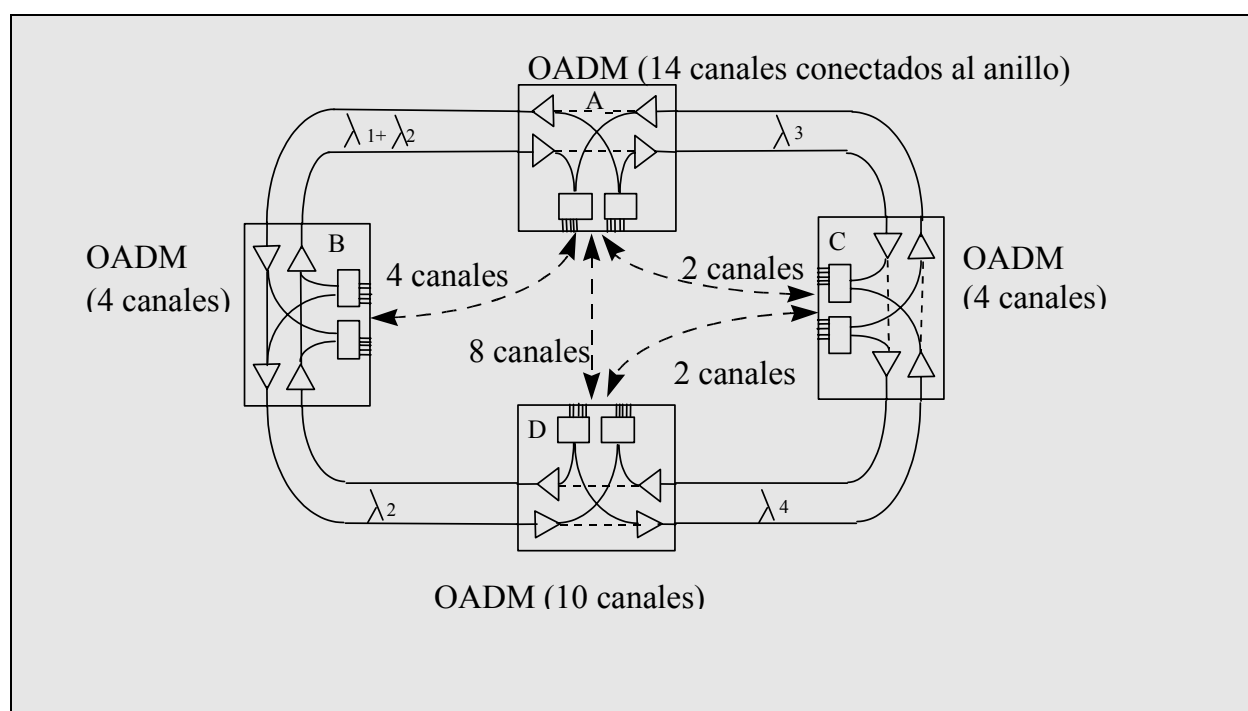 OADM (14 canales conectados al anillo)
A
λ1+ λ2
λ3
B
C
OADM
(4 canales)
OADM
(4 canales)
4 canales
2 canales
8 canales
2 canales
D
λ2
λ4
OADM (10 canales)